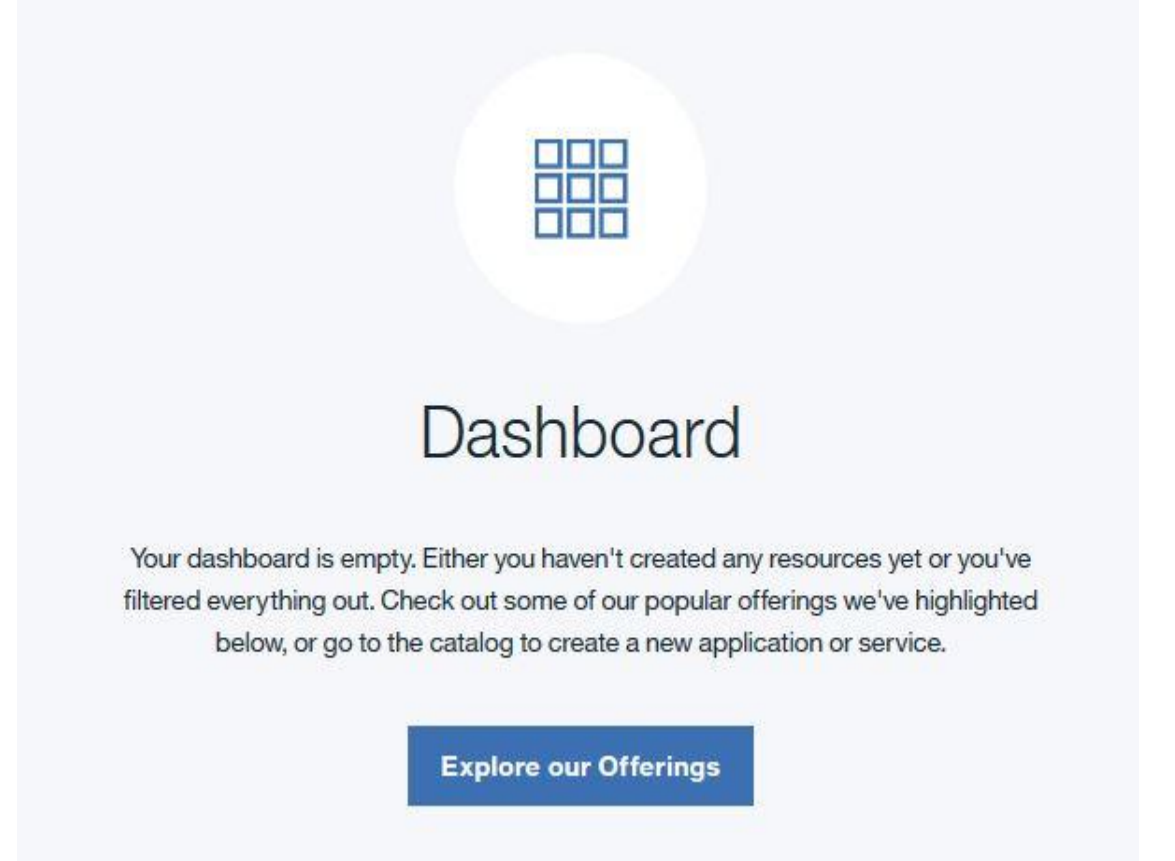 Dashboard
Your dashboard is empty. Either you haven't created any resources yet or you've
filtered everything out. Check out some of our popular offerings we've highlighted
below, or go to the catalog to create a new application or service.
Explore our Offerings